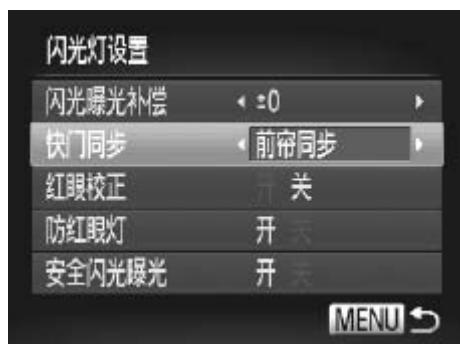 闪光灯设置
闪光曝光补偿 ±0
快门同步 前帘同步
红眼校正 开 关
防红眼灯 开 关
安全闪光曝光 开 关
MENU